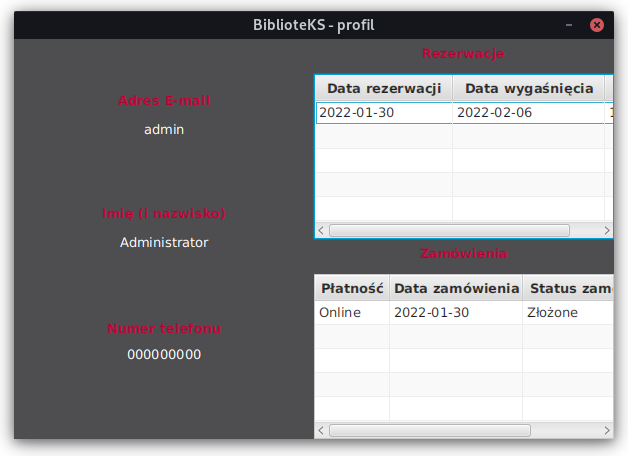 BiblioteKS - profil
Adres E-mail
admin
Imię (i nazwisko)
Administrator
Numer telefonu
000000000
Rezerwacje
Data rezerwacji Data wygaśnięcia
2022-01-30 2022-02-06
Zamówienia
Płatność Data zamówienia Status zam
Online 2022-01-30 Złożone